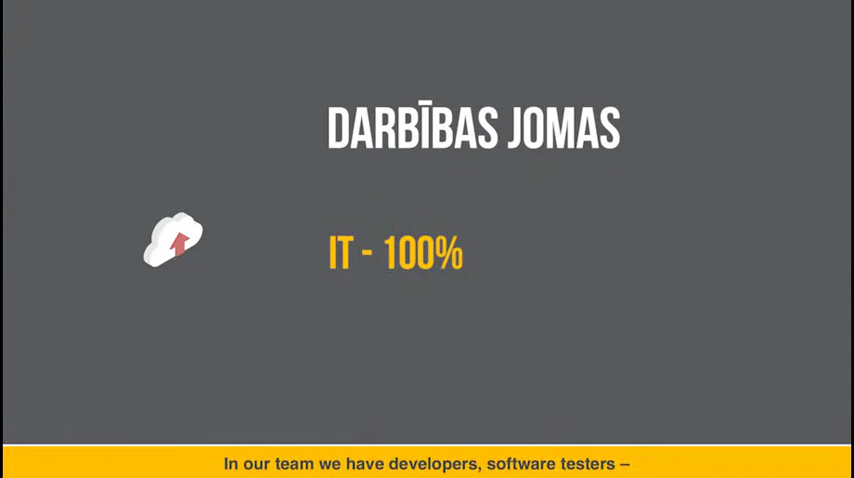 DARBĪBAS JOMAS
IT - 100%
In our team we have developers, software testers –